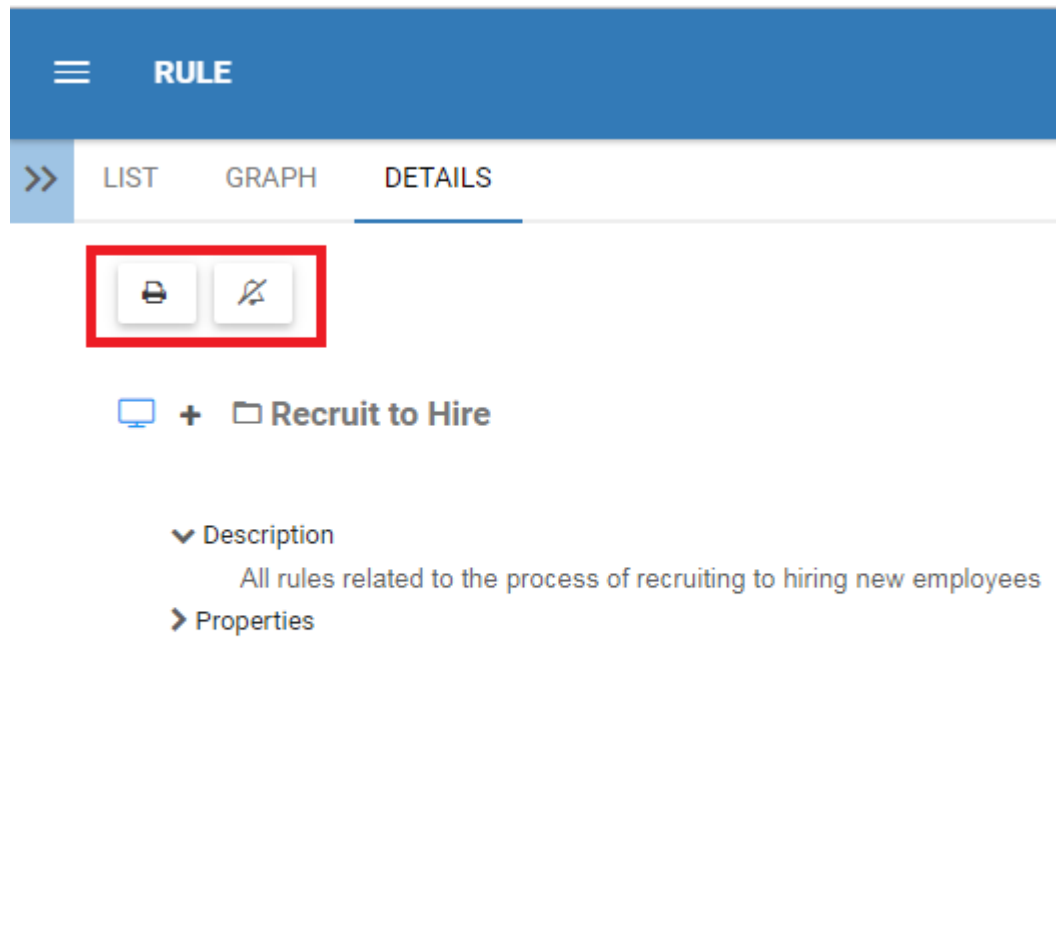 RULE
LIST GRAPH DETAILS
Recruit to Hire
Description
All rules related to the process of recruiting to hiring new employees
Properties